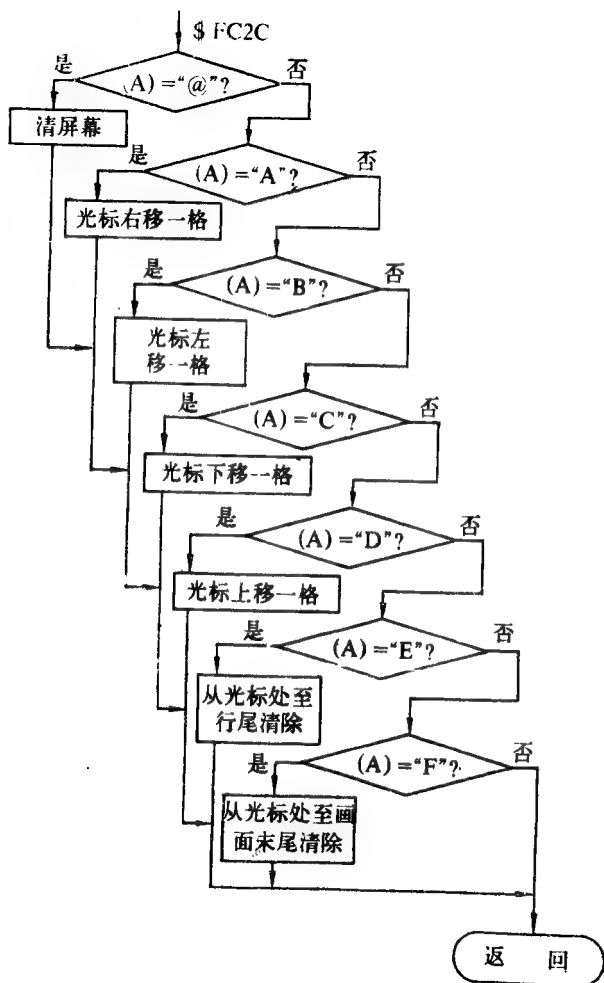 $ FC2C
是
A) = “@”?
否
清屏幕
是
(A) = “A”?
否
光标右移一格
是
(A) = “B”?
否
光标左
移一格
是
(A) = “C”?
否
光标下移一格
是
(A) = “D”?
否
光标上移一格
是
(A) = “E”?
否
从光标处至
行尾清除
是
(A) = “F”?
否
从光标处至画
面末尾清除
返 回